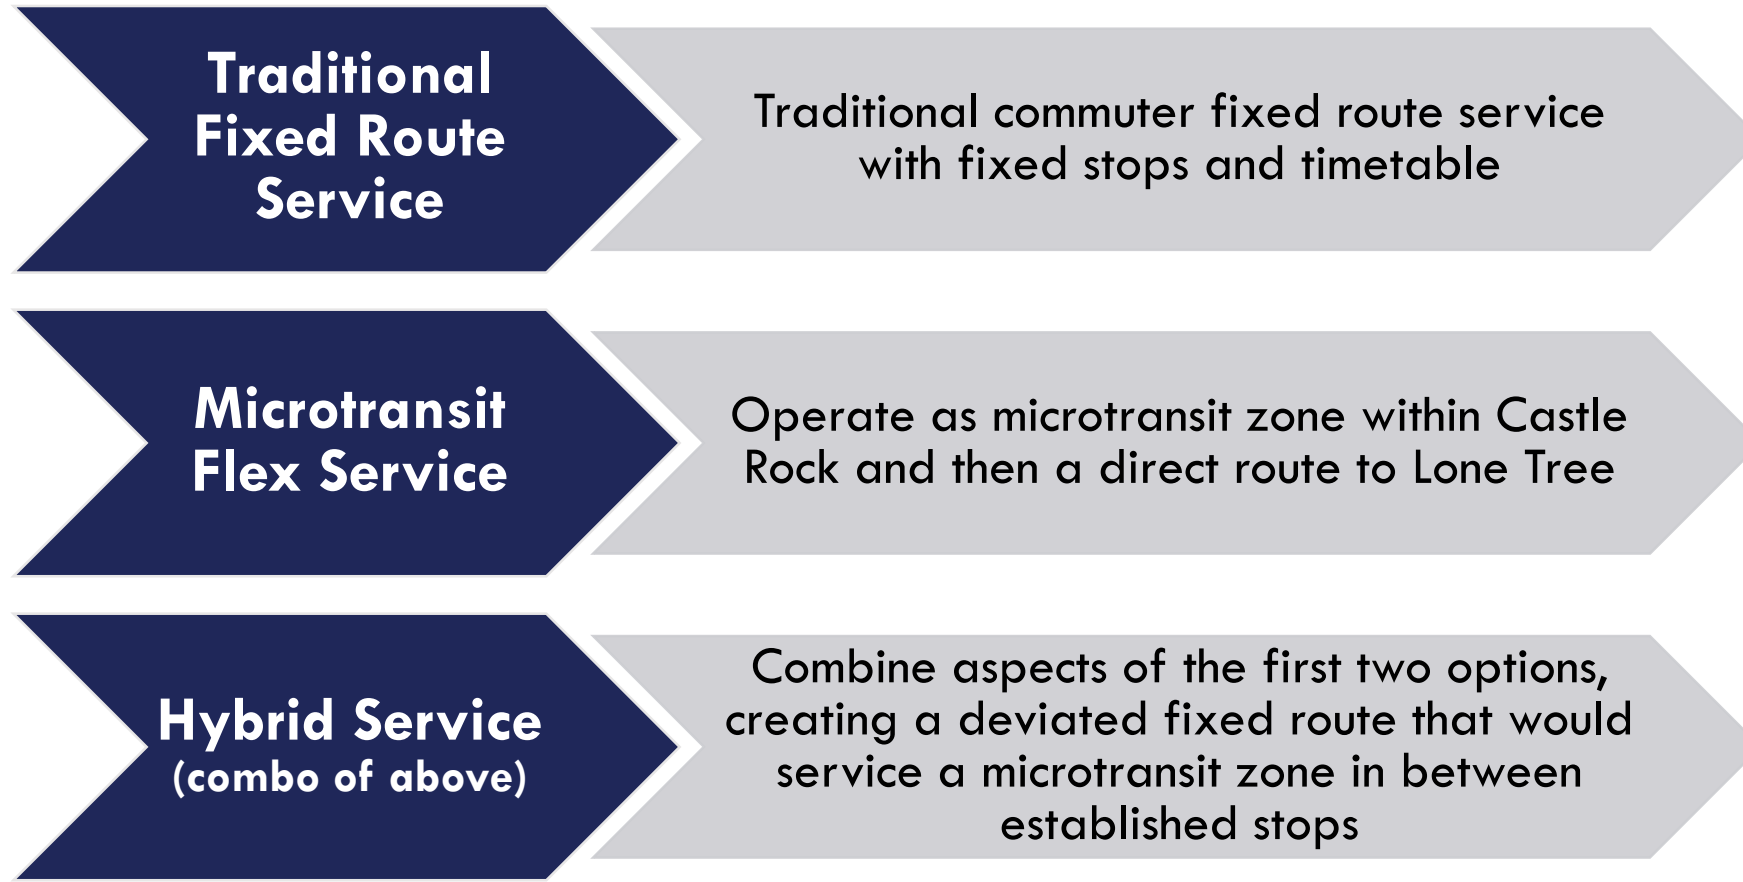 Traditional
Fixed Route
Service
Traditional commuter fixed route service
with fixed stops and timetable
Microtransit
Flex Service
Operate as microtransit zone within Castle
Rock and then a direct route to Lone Tree
Hybrid Service
(combo of above)
Combine aspects of the first two options,
creating a deviated fixed route that would
service a microtransit zone in between
established stops